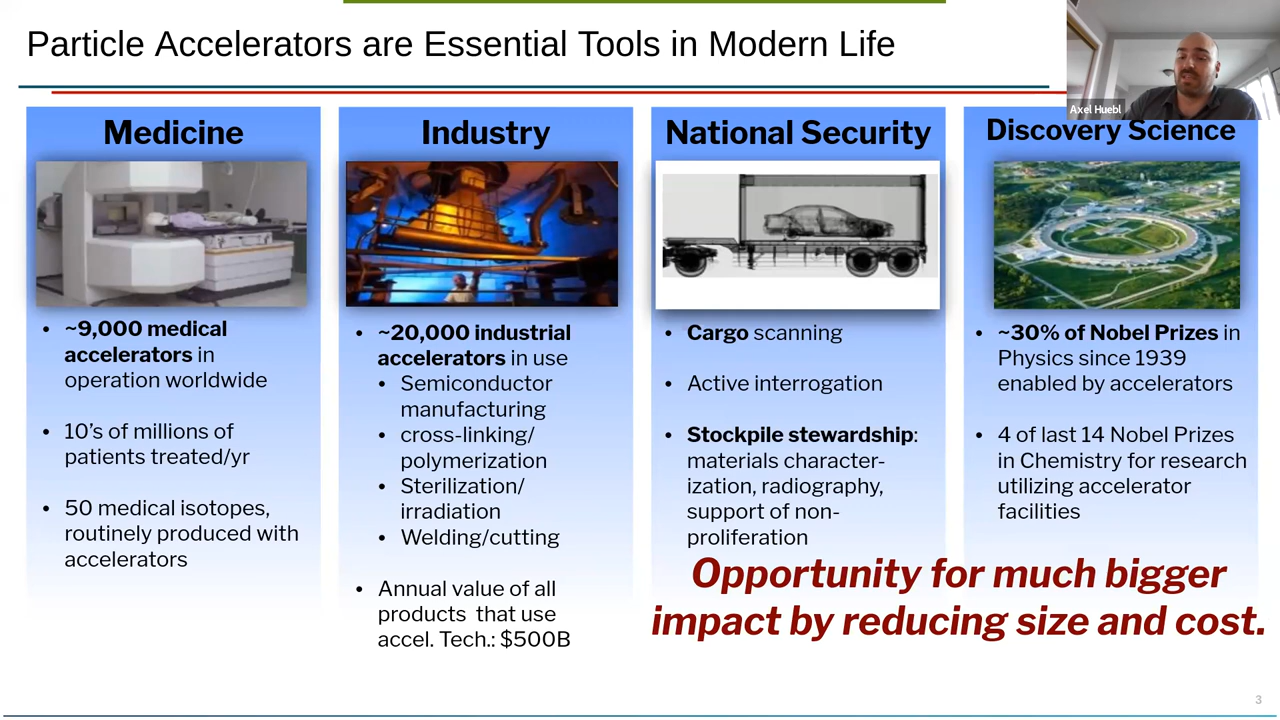 Particle Accelerators are Essential Tools in Modern Life
Axel Huebl
Medicine
• ~9,000 medical
accelerators in
operation worldwide
• 10’s of millions of
patients treated/yr
• 50 medical isotopes,
routinely produced with
accelerators
Industry
• ~20,000 industrial
accelerators in use
• Semiconductor
manufacturing
• cross-linking/
polymerization
• Sterilization/
irradiation
• Welding/cutting
• Annual value of all
products that use
accel. Tech.: $500B
National Security
• Cargo scanning
• Active interrogation
• Stockpile stewardship:
materials character-
ization, radiography,
support of non-
proliferation
Discovery Science
• ~30% of Nobel Prizes in
Physics since 1939
enabled by accelerators
• 4 of last 14 Nobel Prizes
in Chemistry for research
utilizing accelerator
facilities
Opportunity for much bigger
impact by reducing size and cost.
3